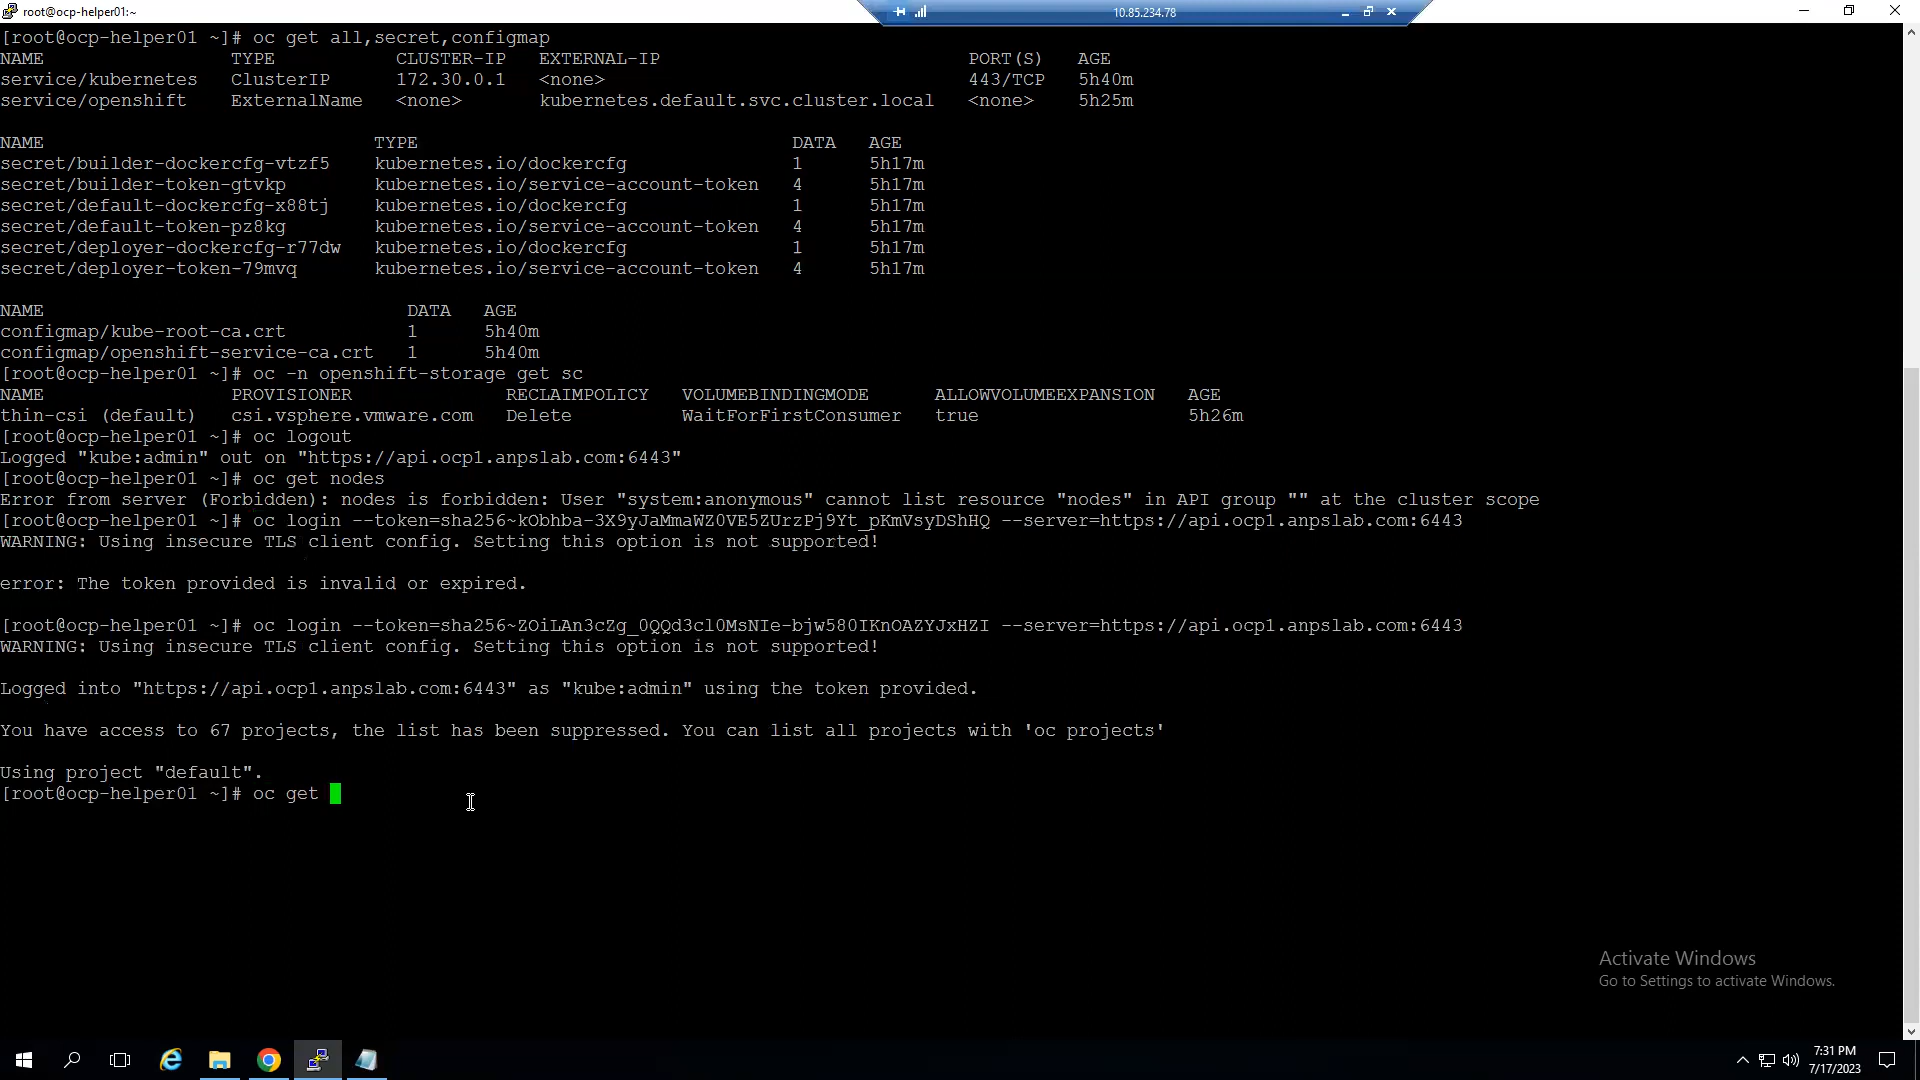 root@ocp-helper01:~
10.85.234.78
[root@ocp-helper01 ~]# oc get all,secret,configmap
NAME TYPE CLUSTER-IP EXTERNAL-IP PORT(S) AGE
service/kubernetes ClusterIP 172.30.0.1 <none> 443/TCP 5h40m
service/openshift ExternalName <none> kubernetes.default.svc.cluster.local <none> 5h25m
NAME TYPE DATA AGE
secret/builder-dockercfg-vtzf5 kubernetes.io/dockercfg 1 5h17m
secret/builder-token-gtvkp kubernetes.io/service-account-token 4 5h17m
secret/default-dockercfg-x88tj kubernetes.io/dockercfg 1 5h17m
secret/default-token-pz8kg kubernetes.io/service-account-token 4 5h17m
secret/deployer-dockercfg-r77dw kubernetes.io/dockercfg 1 5h17m
secret/deployer-token-79mvq kubernetes.io/service-account-token 4 5h17m
NAME DATA AGE
configmap/kube-root-ca.crt 1 5h40m
configmap/openshift-service-ca.crt 1 5h40m
[root@ocp-helper01 ~]# oc -n openshift-storage get sc
NAME PROVISIONER RECLAIMPOLICY VOLUMEBINDINGMODE ALLOWVOLUMEEXPANSION AGE
thin-csi (default) csi.vsphere.vmware.com Delete WaitForFirstConsumer true 5h26m
[root@ocp-helper01 ~]# oc logout
Logged "kube:admin" out on "https://api.ocp1.anpslab.com:6443"
[root@ocp-helper01 ~]# oc get nodes
Error from server (Forbidden): nodes is forbidden: User "system:anonymous" cannot list resource "nodes" in API group "" at the cluster scope
[root@ocp-helper01 ~]# oc login --token=sha256~kObhba-3X9yJaMmaWZ0VE5ZUrzPj9Yt_pKmVsyDShHQ --server=https://api.ocp1.anpslab.com:6443
WARNING: Using insecure TLS client config. Setting this option is not supported!
error: The token provided is invalid or expired.
[root@ocp-helper01 ~]# oc login --token=sha256~ZOiLAn3cZg_0QQd3cl0MsNIe-bjw580IKnOAZYJxHZI --server=https://api.ocp1.anpslab.com:6443
WARNING: Using insecure TLS client config. Setting this option is not supported!
Logged into "https://api.ocp1.anpslab.com:6443" as "kube:admin" using the token provided.
You have access to 67 projects, the list has been suppressed. You can list all projects with 'oc projects'
Using project "default".
[root@ocp-helper01 ~]# oc get
Activate Windows
Go to Settings to activate Windows.
7:31 PM
7/17/2023